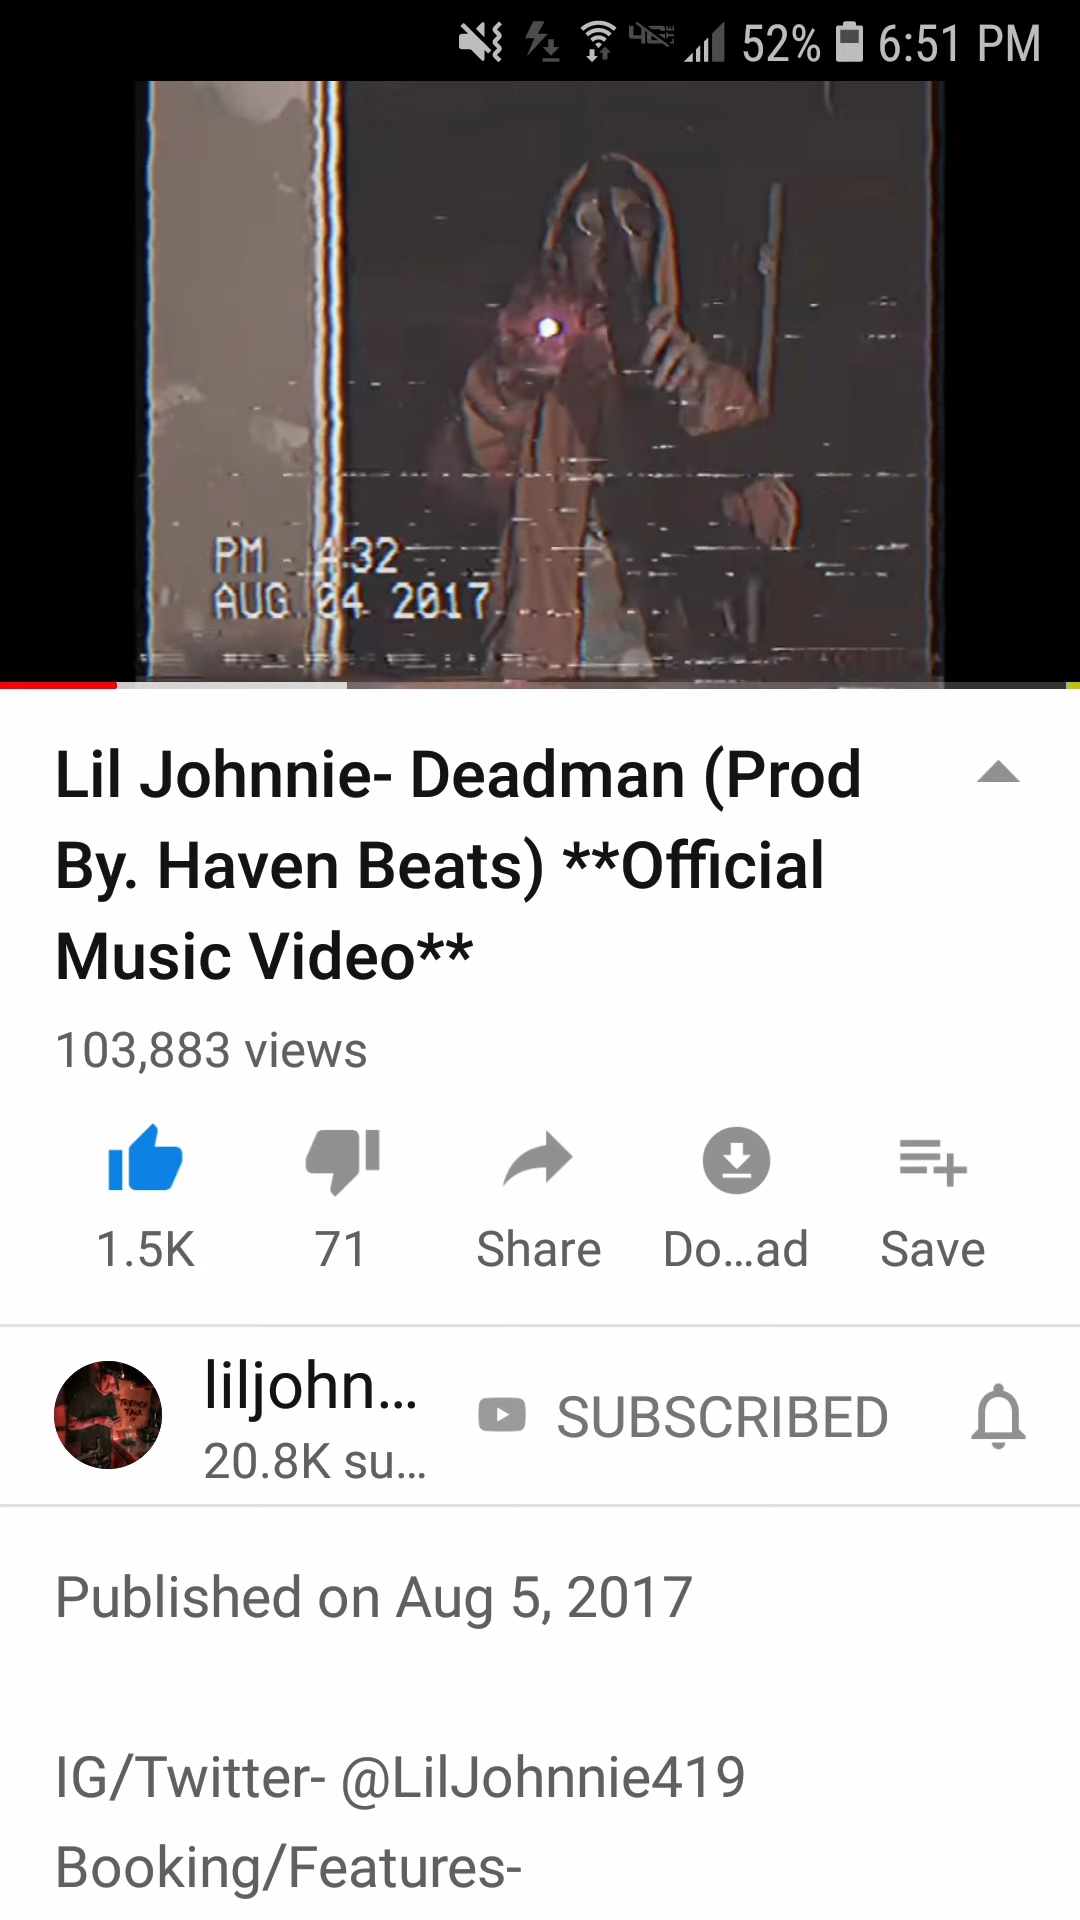 52% 6:51 PM
PM 4:32
AUG 04 2017
Lil Johnnie- Deadman (Prod
By. Haven Beats) **Official
Music Video**
103,883 views
1.5K 71 Share Do...ad Save
liljohn...
SUBSCRIBED
20.8K su...
Published on Aug 5, 2017
IG/Twitter- @LilJohnnie419
Booking/Features-